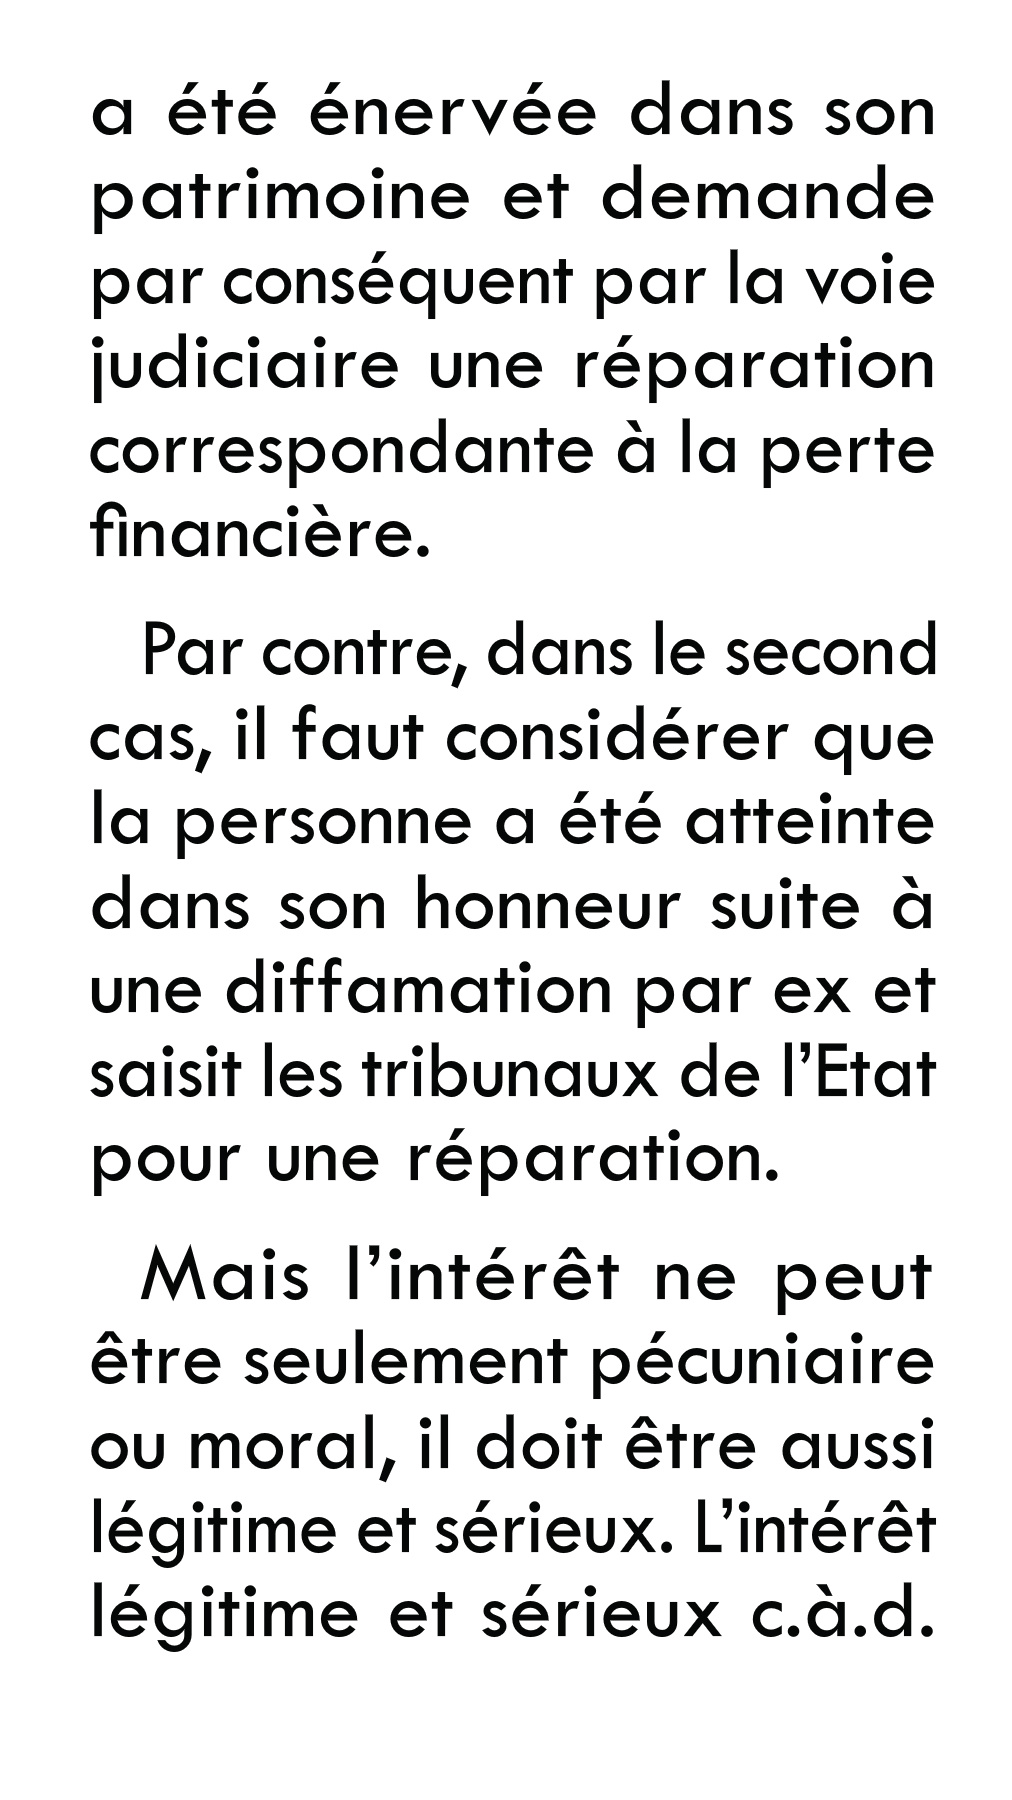 a été énervée dans son
patrimoine et demande
par conséquent par la voie
judiciaire une réparation
correspondante à la perte
financière.
Par contre, dans le second
cas, il faut considérer que
la personne a été atteinte
dans son honneur suite à
une diffamation par ex et
saisit les tribunaux de l’Etat
pour une réparation.
Mais l’intérêt ne peut
être seulement pécuniaire
ou moral, il doit être aussi
légitime et sérieux. L’intérêt
légitime et sérieux c.à.d.